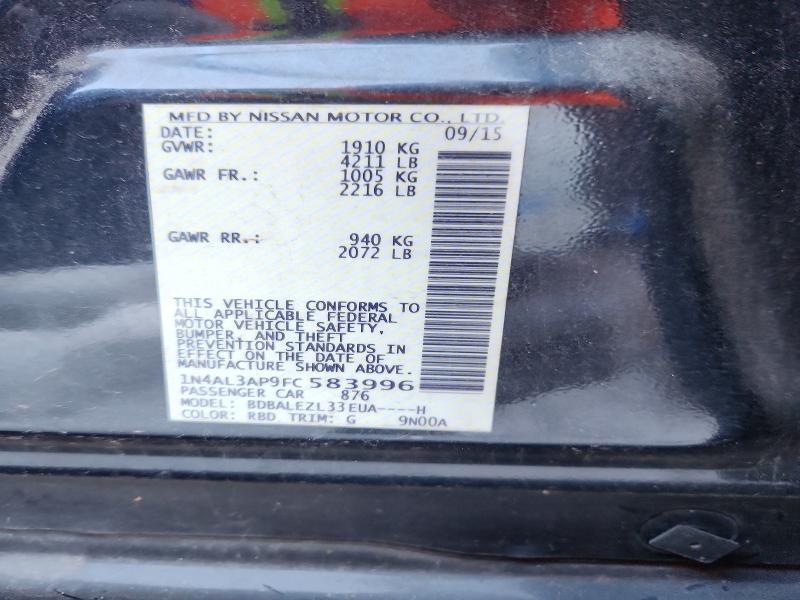 MFD BY NISSAN MOTOR CO., LTD.
DATE: 09/15
GVWR: 1910 KG
4211 LB
GAWR FR.: 1005 KG
2216 LB
GAWR RR.: 940 KG
2072 LB
THIS VEHICLE CONFORMS TO
ALL APPLICABLE FEDERAL
MOTOR VEHICLE SAFETY,
BUMPER, AND THEFT
PREVENTION STANDARDS IN
EFFECT ON THE DATE OF
MANUFACTURE SHOWN ABOVE.
1N4AL3AP9FC 583996
PASSENGER CAR 876
MODEL: BDBALEZL33EUA----H
COLOR: RBD TRIM: G 9N00A